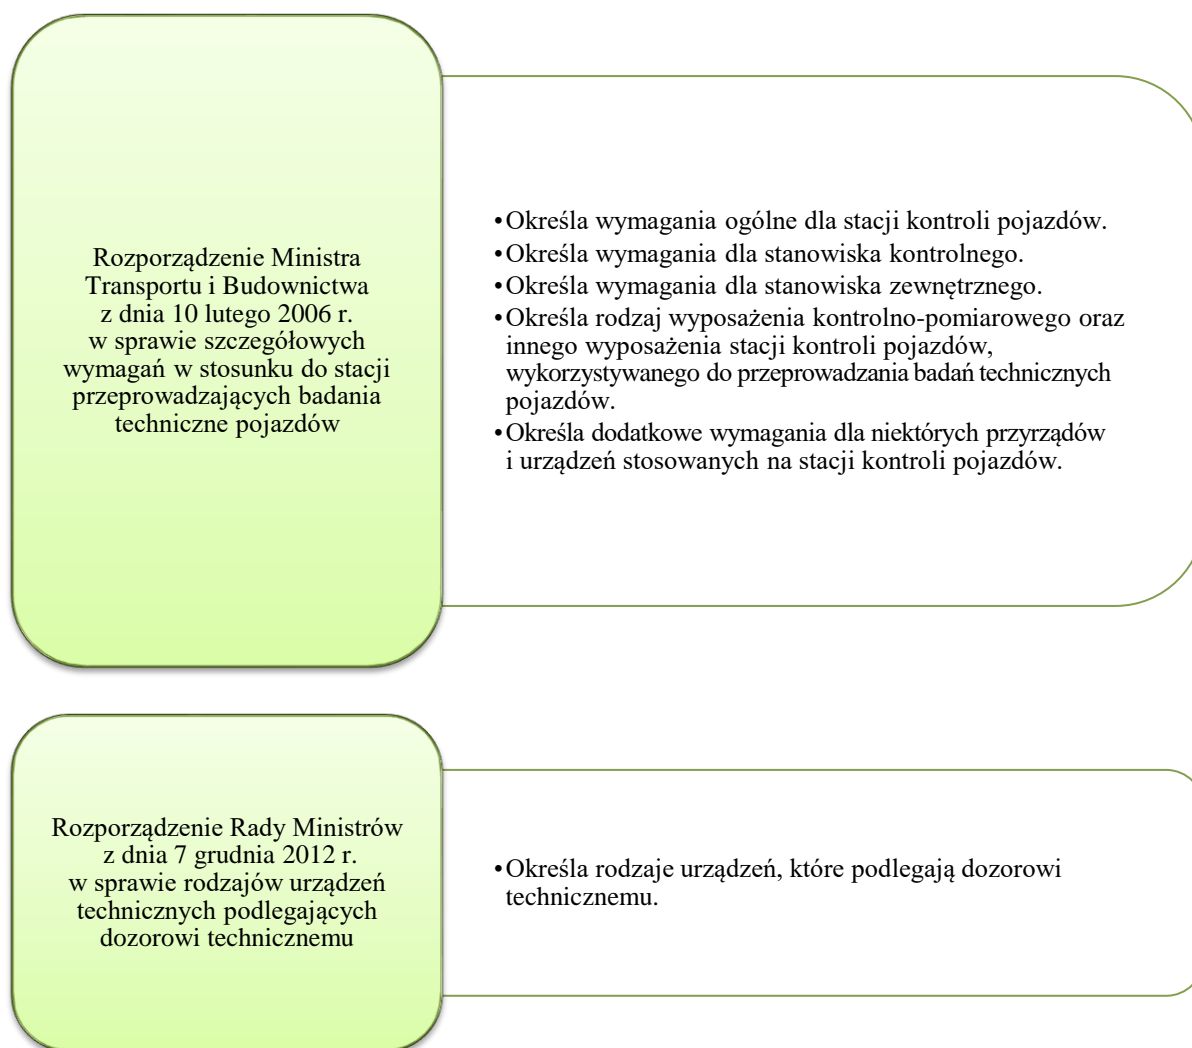 Rozporządzenie Ministra
Transportu i Budownictwa
z dnia 10 lutego 2006 r.
w sprawie szczegółowych
wymagań w stosunku do stacji
przeprowadzających badania
techniczne pojazdów
•Określa wymagania ogólne dla stacji kontroli pojazdów.
•Określa wymagania dla stanowiska kontrolnego.
•Określa wymagania dla stanowiska zewnętrznego.
•Określa rodzaj wyposażenia kontrolno-pomiarowego oraz
innego wyposażenia stacji kontroli pojazdów,
wykorzystywanego do przeprowadzania badań technicznych
pojazdów.
•Określa dodatkowe wymagania dla niektórych przyrządów
i urządzeń stosowanych na stacji kontroli pojazdów.
Rozporządzenie Rady Ministrów
z dnia 7 grudnia 2012 r.
w sprawie rodzajów urządzeń
technicznych podlegających
dozorowi technicznemu
•Określa rodzaje urządzeń, które podlegają dozorowi
technicznemu.